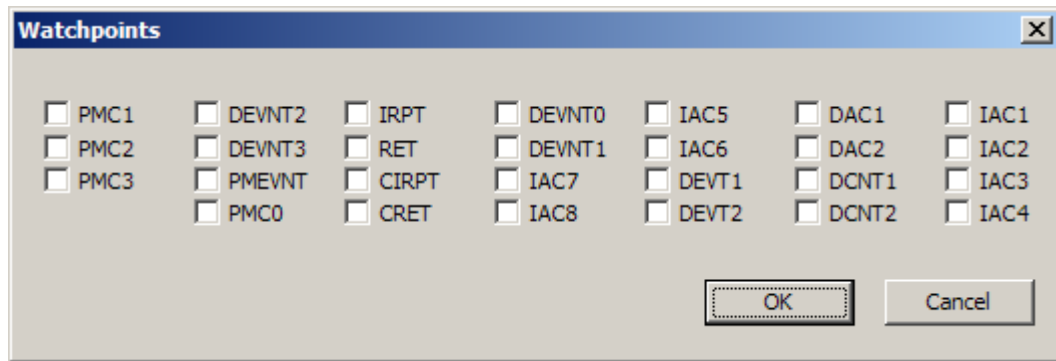 Watchpoints
PMC1 DEVNT2 IRPT DEVNT0 IAC5 DAC1 IAC1
PMC2 DEVNT3 RET DEVNT1 IAC6 DAC2 IAC2
PMC3 PMEVNT CIRPT IAC7 DEVT1 DCNT1 IAC3
PMC0 CRET IAC8 DEVT2 DCNT2 IAC4
OK Cancel